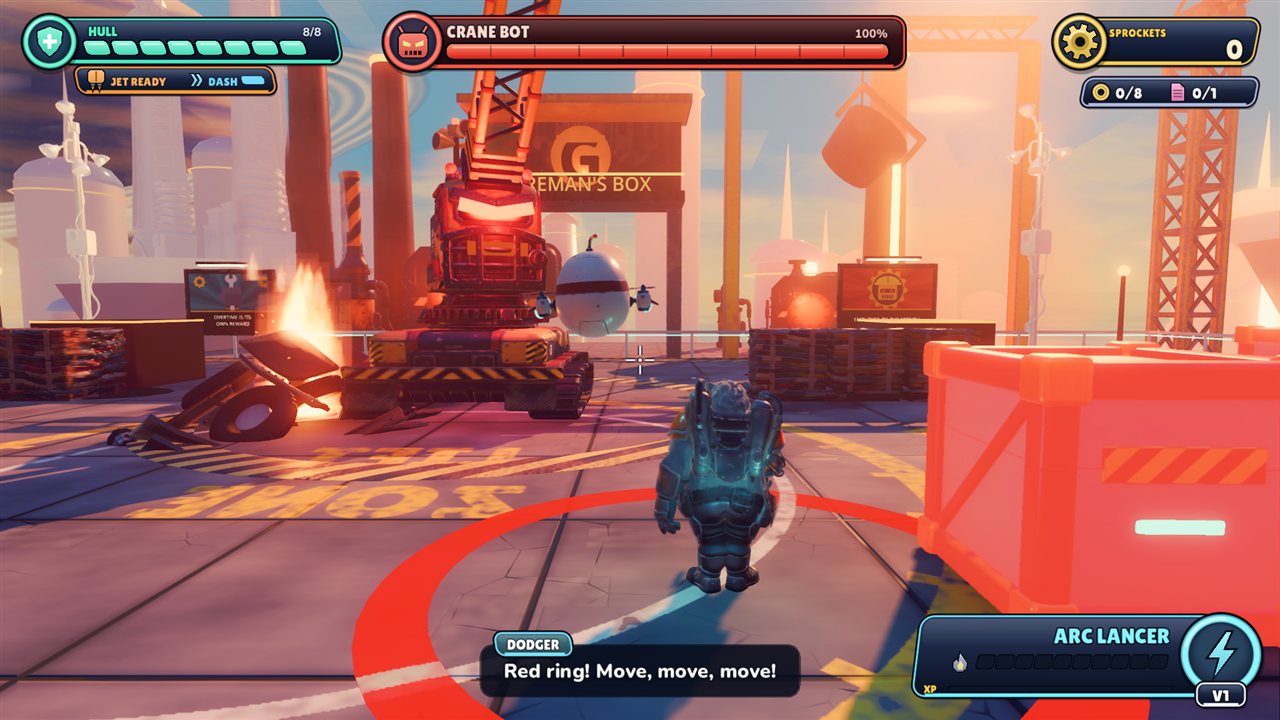 HULL
8/8
JET READY
DASH
CRANE BOT
100%
SPROCKETS
0
0/8
0/1
G
REMAN'S BOX
OVERTIME IS ITS
OWN REWARD
ZONE
DODGER
Red ring! Move, move, move!
ARC LANCER
XP
V1